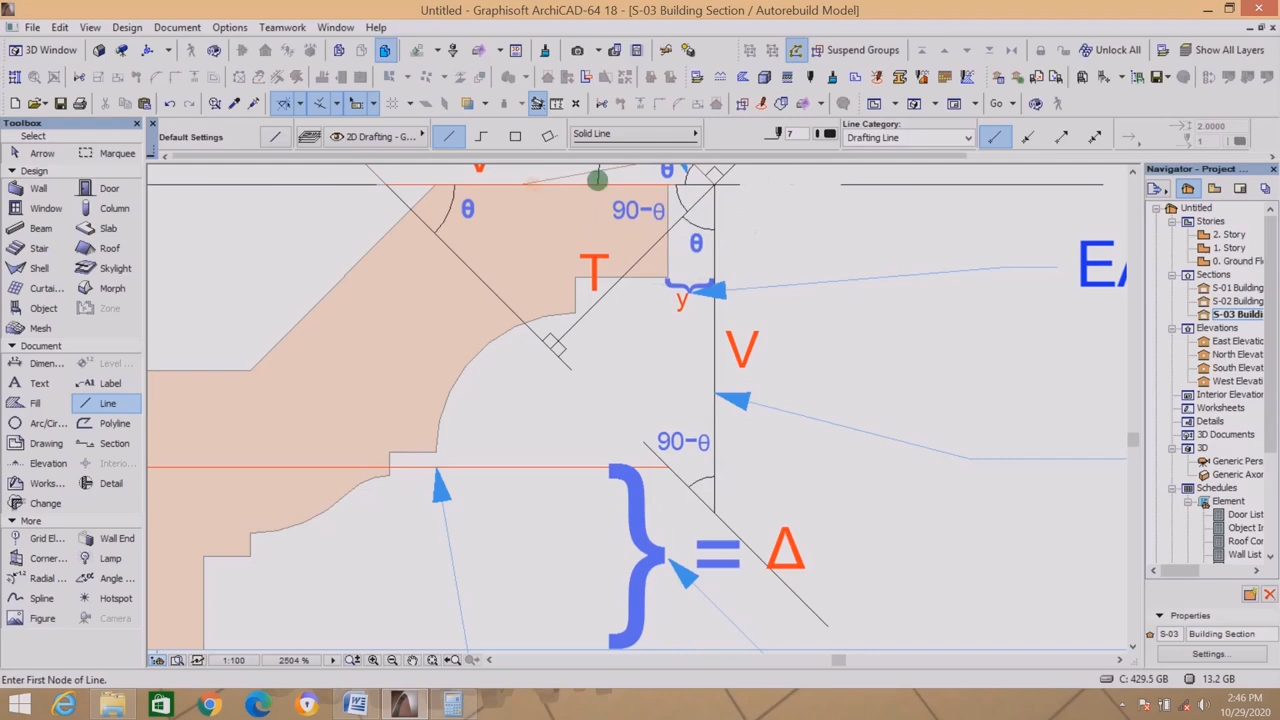 Untitled - Graphisoft ArchiCAD-64 18 - [S-03 Building Section / Autorebuild Model]
File Edit View Design Document Options Teamwork Window Help
3D Window Suspend Groups Unlock All Show All Layers
Go
Toolbox
Select
Arrow Marquee
Design
Wall Door
Window Column
Beam Slab
Stair Roof
Shell Skylight
Curtai... Morph
Object Zone
Mesh
Document
Dimen... Level ...
Text Label
Fill Line
Arc/Cir... Polyline
Drawing Section
Elevation Interio...
Works... Detail
Change
More
Grid El... Wall End
Corner... Lamp
Radial ... Angle ...
Spline Hotspot
Figure Camera
Default Settings
2D Drafting - G...
Solid Line
7
Line Category:
Drafting Line
2.0000
1
θ
θ
90-θ
θ
T
y
V
90-θ
= Δ
EA
Navigator - Project ...
Untitled
Stories
2. Story
1. Story
0. Ground Fl
Sections
S-01 Building
S-02 Building
S-03 Buildi
Elevations
East Elevati
North Elevat
South Elevat
West Elevati
Interior Elevation
Worksheets
Details
3D Documents
3D
Generic Pers
Generic Axon
Schedules
Element
Door List
Object In
Roof Cor
Wall List
Window
Properties
S-03 Building Section
Settings...
1:100 2504 %
Enter First Node of Line.
C: 429.5 GB 13.2 GB
2:46 PM
10/29/2020